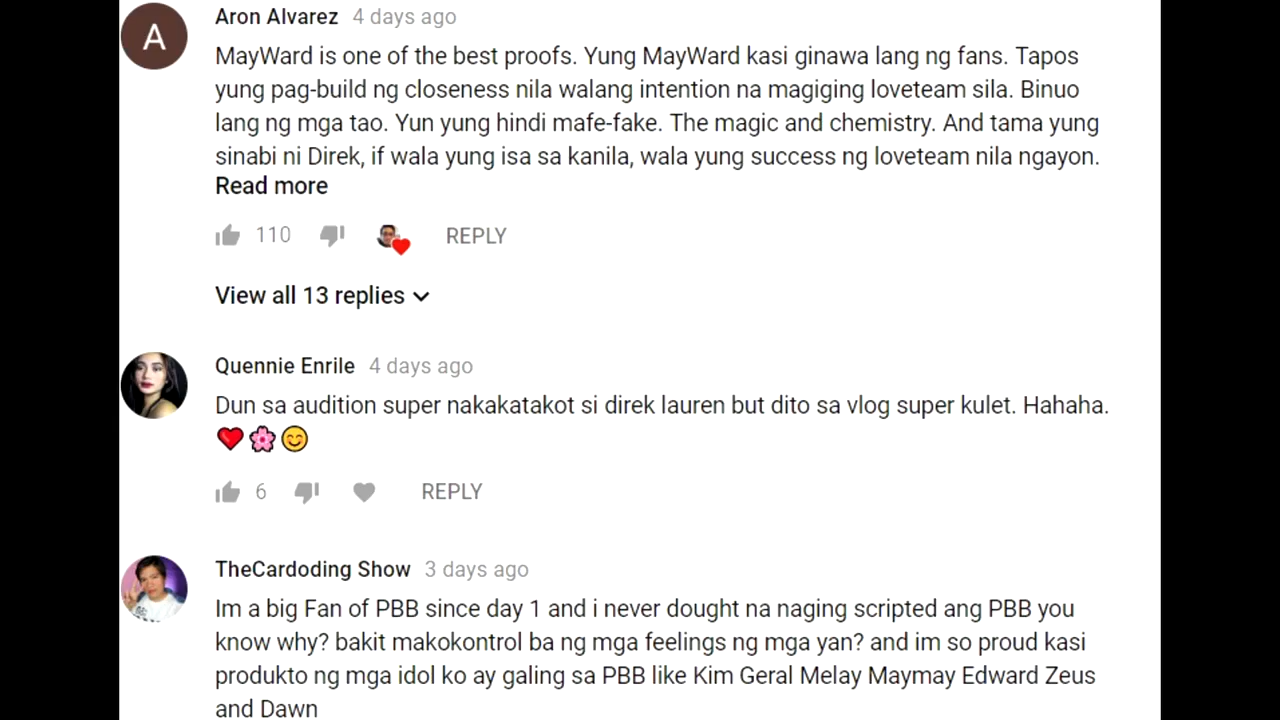 A
Aron Alvarez 4 days ago
MayWard is one of the best proofs. Yung MayWard kasi ginawa lang ng fans. Tapos
yung pag-build ng closeness nila walang intention na magiging loveteam sila. Binuo
lang ng mga tao. Yun yung hindi mafe-fake. The magic and chemistry. And tama yung
sinabi ni Direk, if wala yung isa sa kanila, wala yung success ng loveteam nila ngayon.
Read more
110 REPLY
View all 13 replies
Quennie Enrile 4 days ago
Dun sa audition super nakakatakot si direk lauren but dito sa vlog super kulet. Hahaha.
❤️🌸😊
6 REPLY
TheCardoding Show 3 days ago
Im a big Fan of PBB since day 1 and i never dought na naging scripted ang PBB you
know why? bakit makokontrol ba ng mga feelings ng mga yan? and im so proud kasi
produkto ng mga idol ko ay galing sa PBB like Kim Geral Melay Maymay Edward Zeus
and Dawn